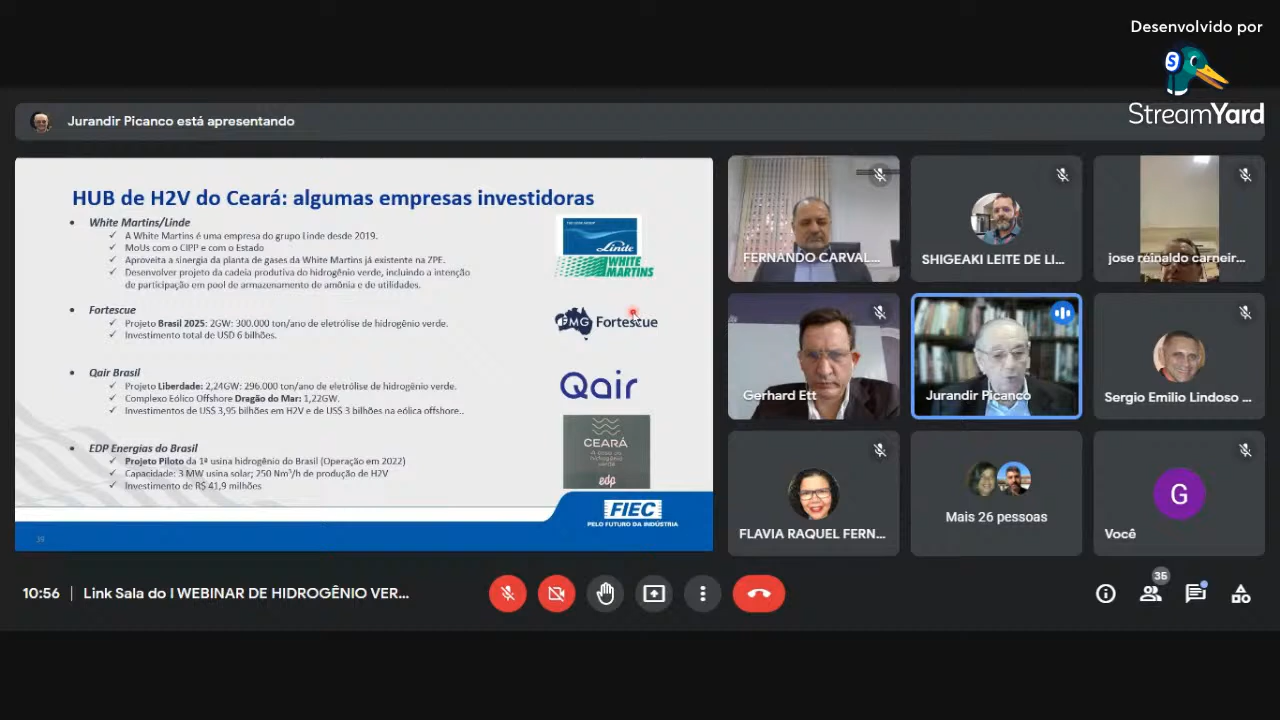 Desenvolvido por
StreamYard
Jurandir Picanco está apresentando
HUB de H2V do Ceará: algumas empresas investidoras
• White Martins/Linde
✓ A White Martins é uma empresa do grupo Linde desde 2019.
✓ MoUs com o CIPP e com o Estado
✓ Aproveita a sinergia da planta de gases da White Martins já existente na ZPE.
✓ Desenvolver projeto da cadeia produtiva do hidrogênio verde, incluindo a intenção
de participação em pool de armazenamento de amônia e de utilidades.
Linde
WHITE
MARTINS
• Fortescue
✓ Projeto Brasil 2025: 2GW: 300.000 ton/ano de eletrólise de hidrogênio verde.
✓ Investimento total de USD 6 bilhões.
FMG Fortescue
• Qair Brasil
✓ Projeto Liberdade: 2,24GW: 296.000 ton/ano de eletrólise de hidrogênio verde.
✓ Complexo Eólico Offshore Dragão do Mar: 1,22GW.
✓ Investimentos de US$ 3,95 bilhões em H2V e de US$ 3 bilhões na eólica offshore..
Qair
• EDP Energias do Brasil
✓ Projeto Piloto da 1ª usina hidrogênio do Brasil (Operação em 2022)
✓ Capacidade: 3 MW usina solar; 250 Nm³/h de produção de H2V
✓ Investimento de R$ 41,9 milhões
CEARÁ
edp
FIEC
PELO FUTURO DA INDÚSTRIA
39
FERNANDO CARVAL...
SHIGEAKI LEITE DE LI...
jose reinaldo carneir...
Gerhard Ett
Jurandir Picanco
Sergio Emilio Lindoso ...
FLAVIA RAQUEL FERN...
Mais 26 pessoas
G
Você
10:56 | Link Sala do I WEBINAR DE HIDROGÊNIO VER...
35